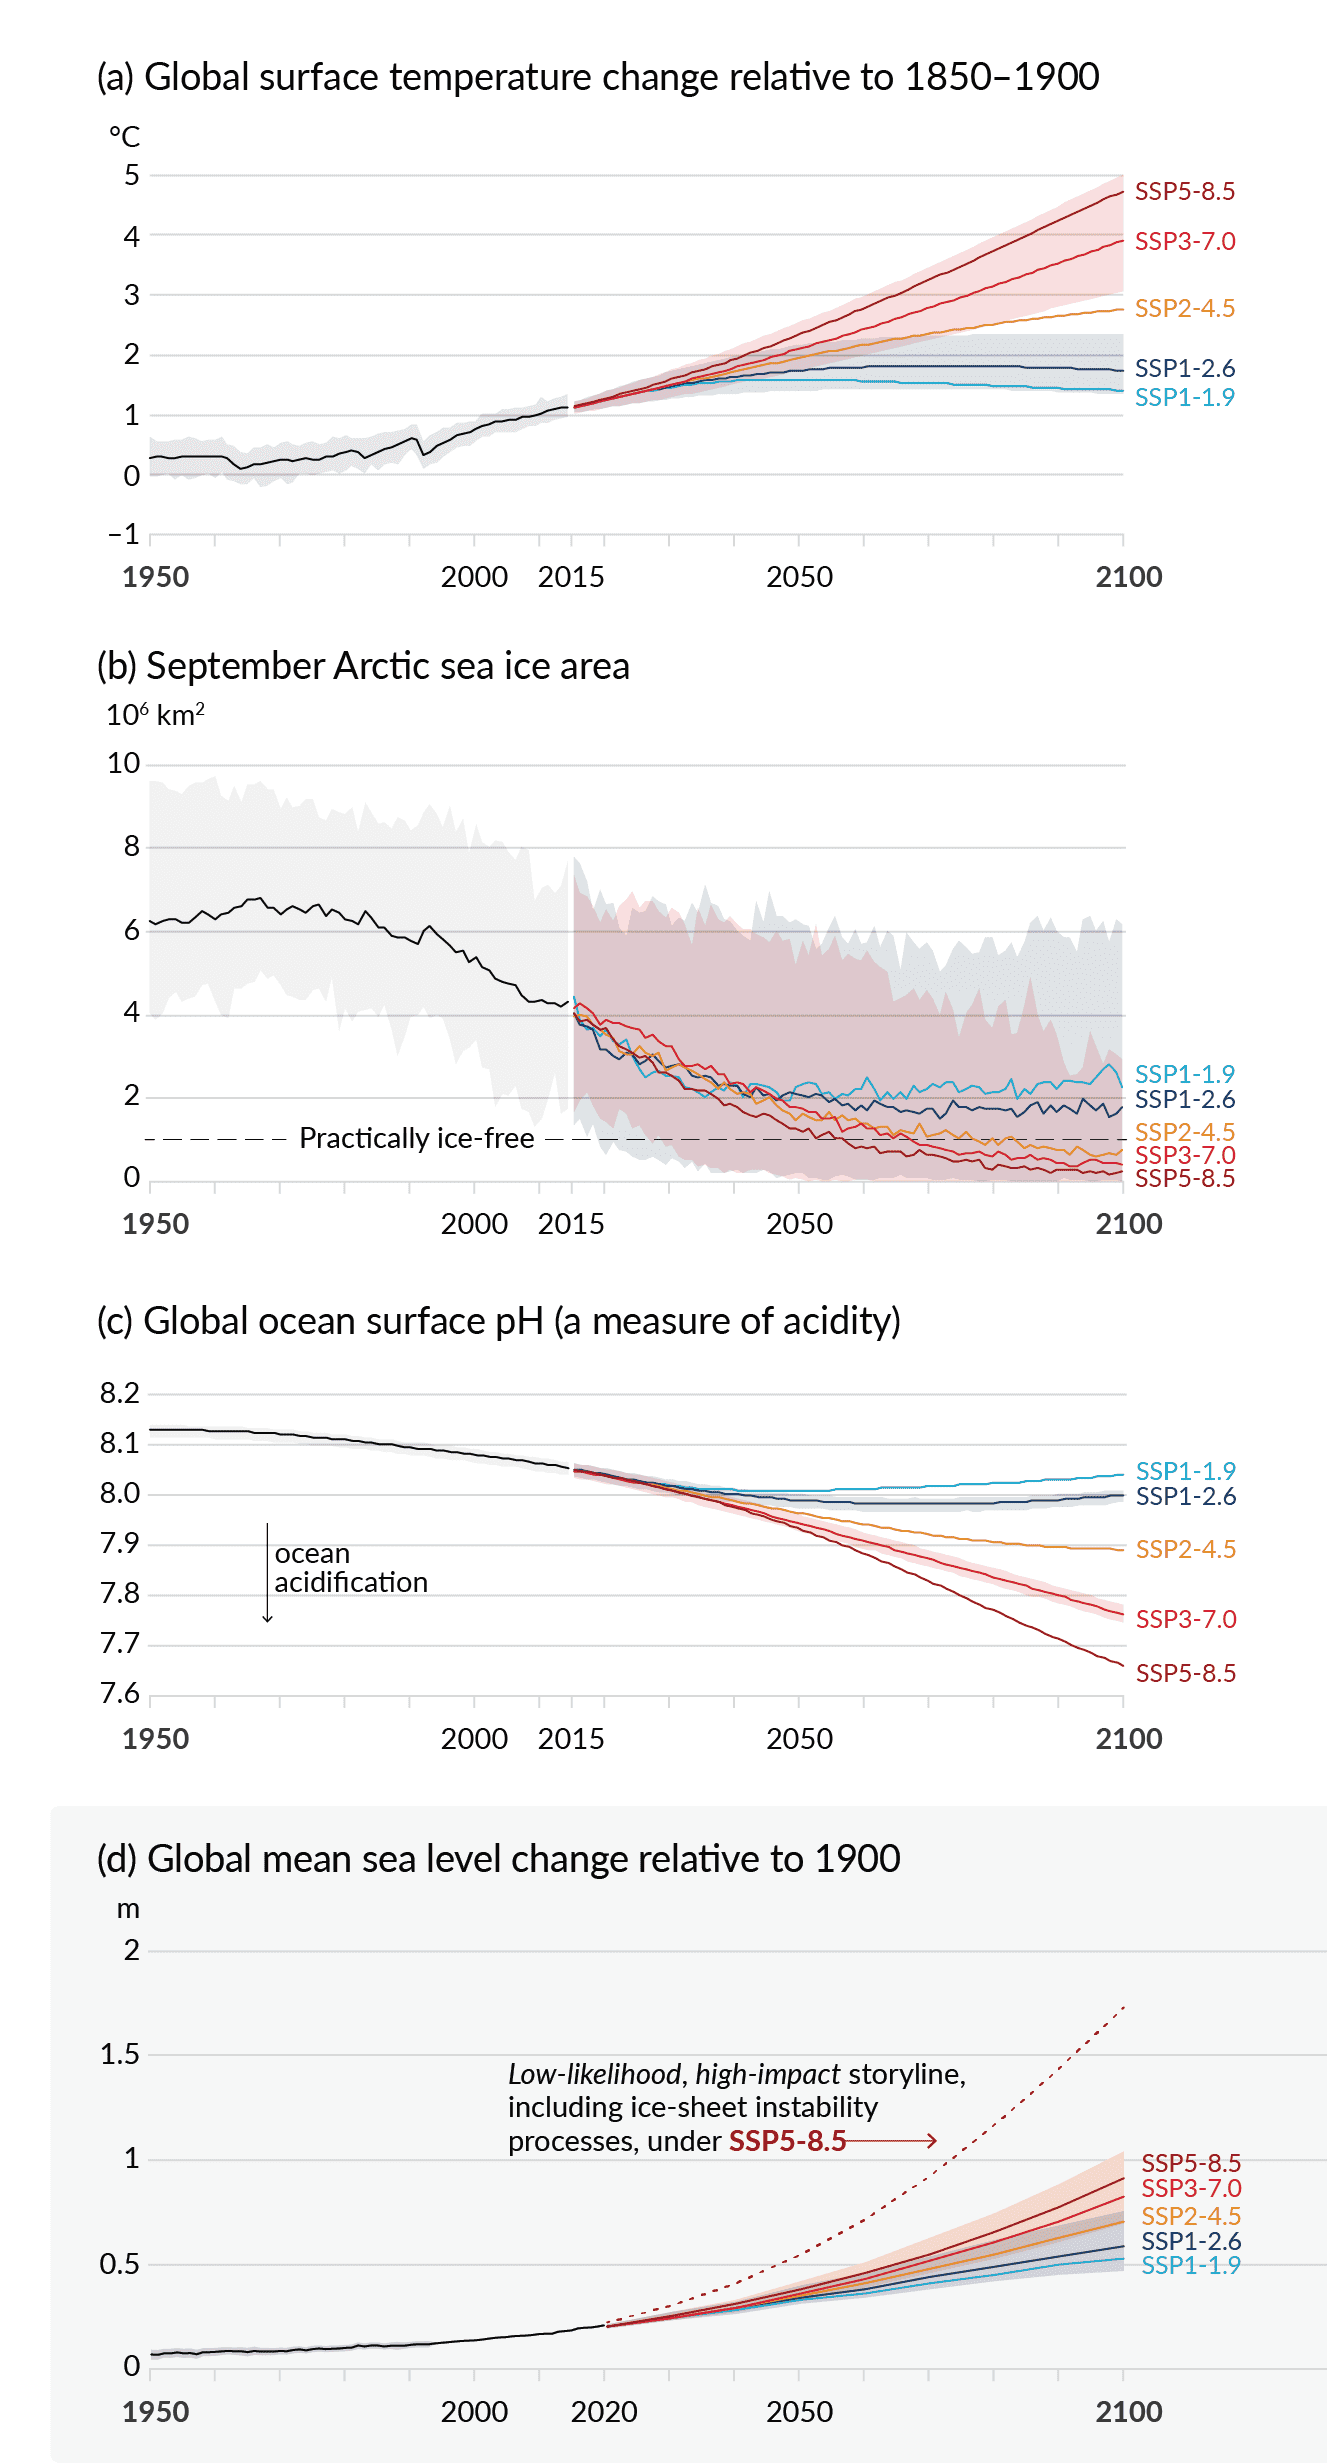 (a) Global surface temperature change relative to 1850–1900
°C
5
SSP5-8.5
4
SSP3-7.0
3
SSP2-4.5
2
SSP1-2.6
SSP1-1.9
1
0
−1
1950 2000 2015 2050 2100
(b) September Arctic sea ice area
10⁶ km²
10
8
6
4
2
SSP1-1.9
SSP1-2.6
Practically ice-free
SSP2-4.5
SSP3-7.0
0
SSP5-8.5
1950 2000 2015 2050 2100
(c) Global ocean surface pH (a measure of acidity)
8.2
8.1
SSP1-1.9
8.0
SSP1-2.6
7.9
ocean
acidification
SSP2-4.5
7.8
SSP3-7.0
7.7
SSP5-8.5
7.6
1950 2000 2015 2050 2100
(d) Global mean sea level change relative to 1900
m
2
1.5
Low-likelihood, high-impact storyline,
including ice-sheet instability
processes, under SSP5-8.5
1
SSP5-8.5
SSP3-7.0
SSP2-4.5
SSP1-2.6
0.5
SSP1-1.9
0
1950 2000 2020 2050 2100